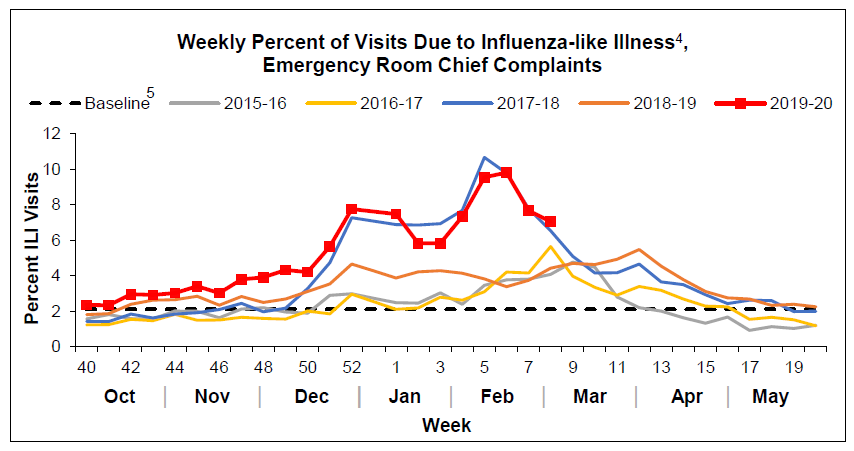 Weekly Percent of Visits Due to Influenza-like Illness⁴,
Emergency Room Chief Complaints
Baseline⁵ 2015-16 2016-17 2017-18 2018-19 2019-20
Percent ILI Visits
12
10
8
6
4
2
0
40 42 44 46 48 50 52 1 3 5 7 9 11 13 15 17 19
Oct | Nov | Dec | Jan | Feb | Mar | Apr | May
Week